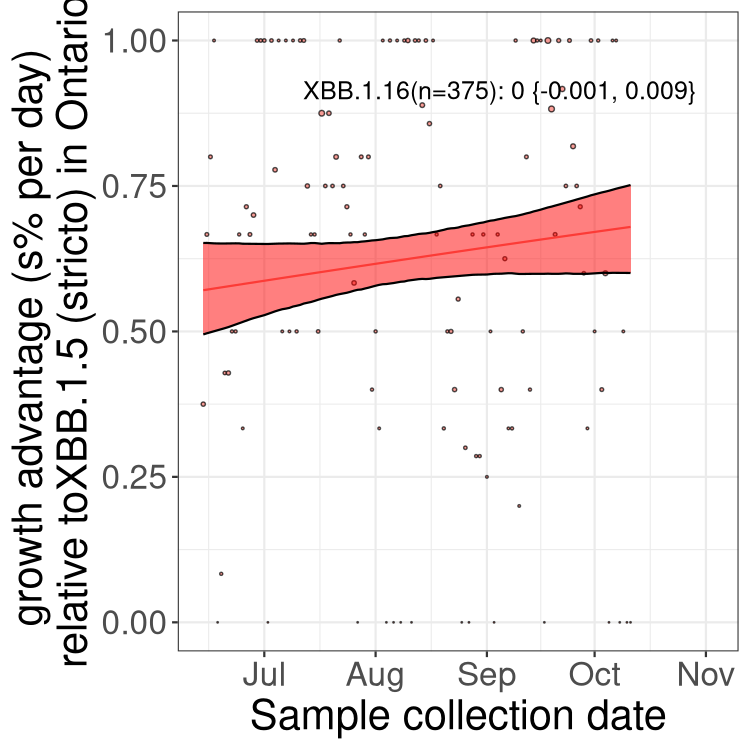 growth advantage (s% per day)
relative toXBB.1.5 (stricto) in Ontario
1.00
0.75
0.50
0.25
0.00
XBB.1.16(n=375): 0 {-0.001, 0.009}
Jul Aug Sep Oct Nov
Sample collection date